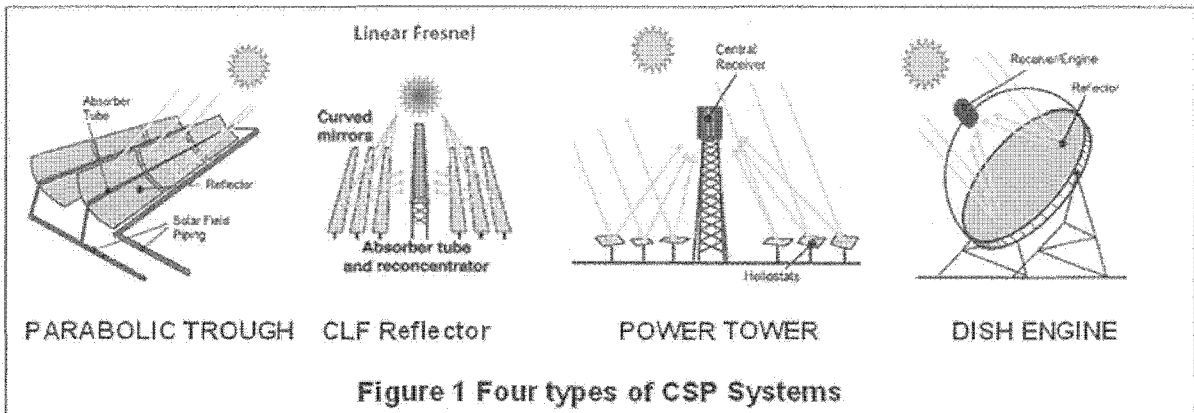 Absorber
Tube
Reflector
Solar Field
Piping
PARABOLIC TROUGH
Linear Fresnel
Curved
mirrors
Absorber tube
and reconcentrator
CLF Reflector
Central
Receiver
Heliostats
POWER TOWER
Receiver/Engine
Reflector
DISH ENGINE
Figure 1 Four types of CSP Systems